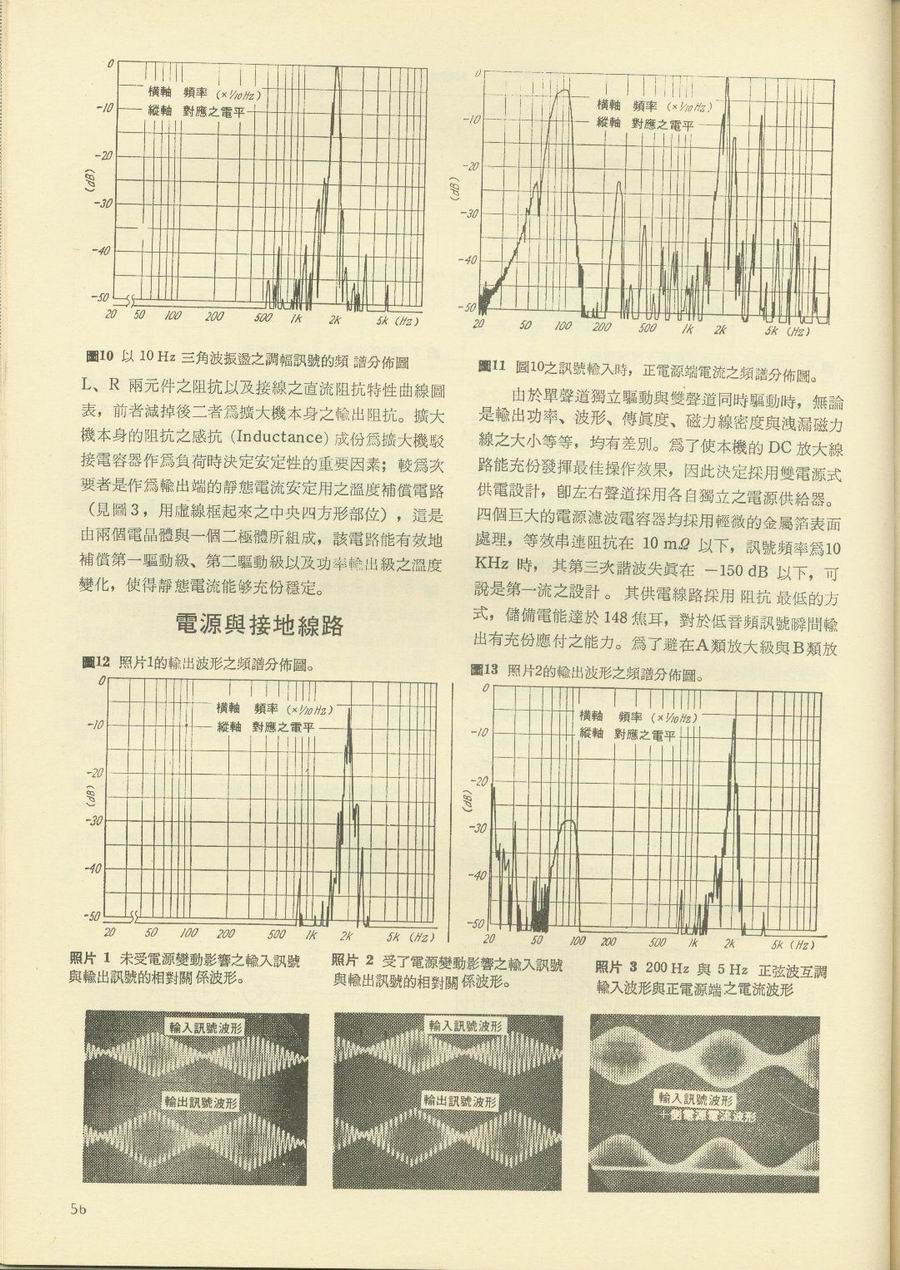 0
-10
-20
-30
-40
-50
(dB)
橫軸 頻率 (×1/10Hz)
縱軸 對應之電平
20 50 100 200 500 1K 2K 5K (Hz)
圖10 以 10 Hz 三角波振盪之調幅訊號的頻譜分佈圖
L、R 兩元件之阻抗以及接線之直流阻抗特性曲線圖
表，前者減掉後二者爲擴大機本身之輸出阻抗。擴大
機本身的阻抗之感抗 (Inductance) 成份爲擴大機駁
接電容器作爲負荷時決定安定性的重要因素；較爲次
要者是作爲輸出端的靜態電流安定用之溫度補償電路
（見圖 3，用虛線框起來之中央四方形部位），這是
由兩個電晶體與一個二極體所組成，該電路能有效地
補償第一驅動級、第二驅動級以及功率輸出級之溫度
變化，使得靜態電流能够充份穩定。
電源與接地線路
圖12 照片1的輸出波形之頻譜分佈圖。
0
-10
-20
-30
-40
-50
(dB)
橫軸 頻率 (×1/10Hz)
縱軸 對應之電平
20 50 100 200 500 1K 2K 5K (Hz)
0
-10
-20
-30
-40
-50
(dB)
橫軸 頻率 (×1/10Hz)
縱軸 對應之電平
20 50 100 200 500 1K 2K 5K (Hz)
圖11 圖10之訊號輸入時，正電源端電流之頻譜分佈圖。
由於單聲道獨立驅動與雙聲道同時驅動時，無論
是輸出功率、波形、傳眞度、磁力線密度與洩漏磁力
線之大小等等，均有差別。爲了使本機的 DC 放大線
路能充份發揮最佳操作效果，因此決定採用雙電源式
供電設計，卽左右聲道採用各自獨立之電源供給器。
四個巨大的電源濾波電容器均採用輕微的金屬箔表面
處理，等效串連阻抗在 10 mΩ 以下，訊號頻率爲10
KHz 時，其第三次諧波失眞在 －150 dB 以下，可
說是第一流之設計。其供電線路採用阻抗最低的方
式，儲備電能達於 148 焦耳，對於低音頻訊號瞬間輸
出有充份應付之能力。爲了避在A類放大級與B類放
圖13 照片2的輸出波形之頻譜分佈圖。
0
-10
-20
-30
-40
-50
(dB)
橫軸 頻率 (×1/10Hz)
縱軸 對應之電平
20 50 100 200 500 1K 2K 5K (Hz)
照片 1 未受電源變動影響之輸入訊號
與輸出訊號的相對關係波形。
輸入訊號波形
輸出訊號波形
照片 2 受了電源變動影響之輸入訊號
與輸出訊號的相對關係波形。
輸入訊號波形
輸出訊號波形
照片 3 200 Hz 與 5 Hz 正弦波互調
輸入波形與正電源端之電流波形
輸入訊號波形
電源電流波形
56